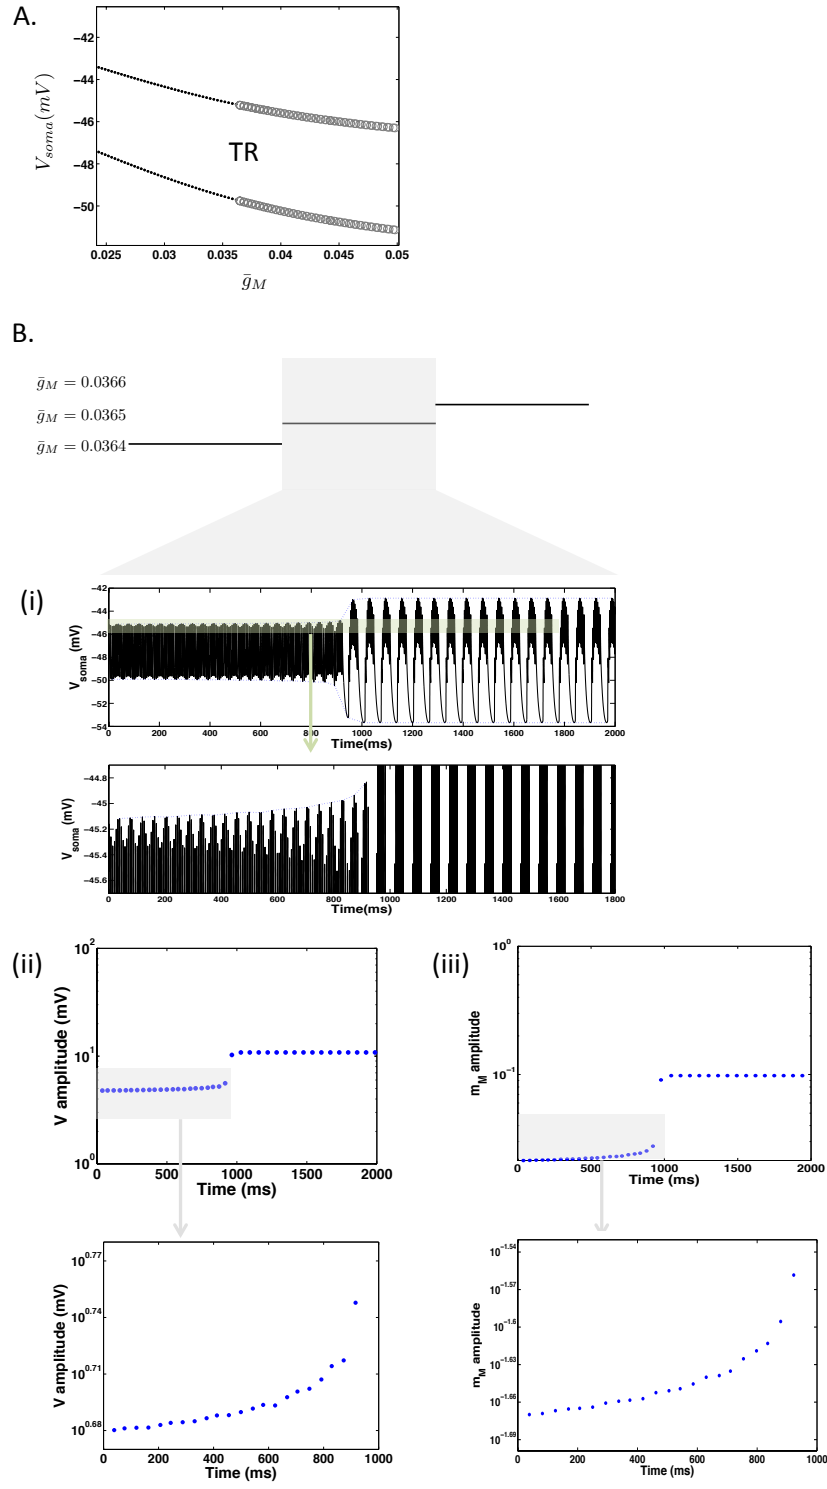 A.
−42
−44
−46
−48
−50
V_soma(mV)
TR
0.025 0.03 0.035 0.04 0.045 0.05
ḡ_M
B.
ḡ_M = 0.0366
ḡ_M = 0.0365
ḡ_M = 0.0364
(i)
−42
−44
−46
−48
−50
−52
−54
V_soma (mV)
0 200 400 600 800 1000 1200 1400 1600 1800 2000
Time(ms)
−44.8
−45
−45.2
−45.4
−45.6
V_soma (mV)
0 200 400 600 800 1000 1200 1400 1600 1800
Time(ms)
(ii)
10^2
10^1
10^0
V amplitude (mV)
0 500 1000 1500 2000
Time (ms)
10^0.77
10^0.74
10^0.71
10^0.68
V amplitude (mV)
0 200 400 600 800 1000
Time (ms)
(iii)
10^0
10^−1
m_M amplitude
0 500 1000 1500 2000
Time (ms)
10^−1.54
10^−1.57
10^−1.6
10^−1.63
10^−1.66
10^−1.69
m_M amplitude
0 200 400 600 800 1000
Time (ms)